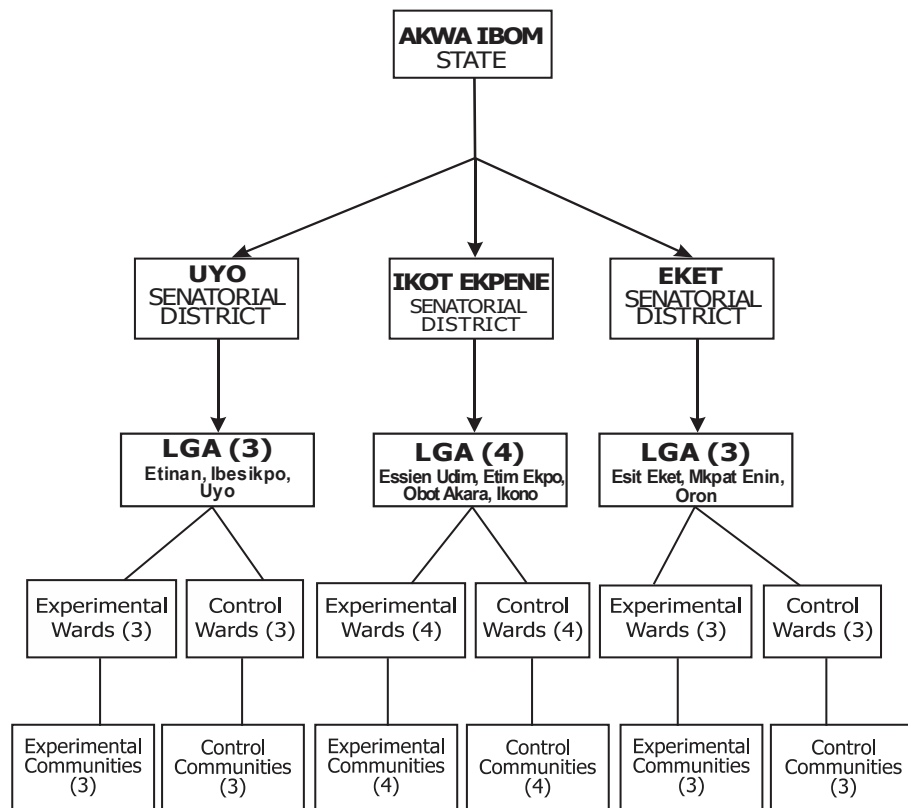 AKWA IBOM
STATE
UYO
SENATORIAL
DISTRICT
IKOT EKPENE
SENATORIAL
DISTRICT
EKET
SENATORIAL
DISTRICT
LGA (3)
Etinan, Ibesikpo,
Uyo
LGA (4)
Essien Udim, Etim Ekpo,
Obot Akara, Ikono
LGA (3)
Esit Eket, Mkpat Enin,
Oron
Experimental
Wards (3)
Control
Wards (3)
Experimental
Wards (4)
Control
Wards (4)
Experimental
Wards (3)
Control
Wards (3)
Experimental
Communities
(3)
Control
Communities
(3)
Experimental
Communities
(4)
Control
Communities
(4)
Experimental
Communities
(3)
Control
Communities
(3)